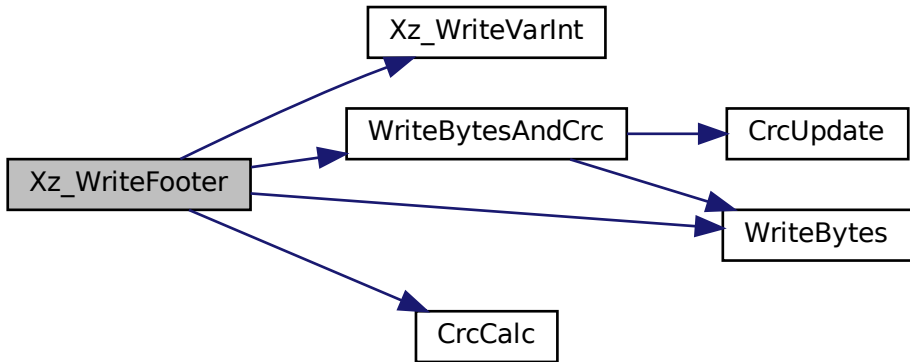 Xz_WriteVarInt
WriteBytesAndCrc
CrcUpdate
Xz_WriteFooter
WriteBytes
CrcCalc